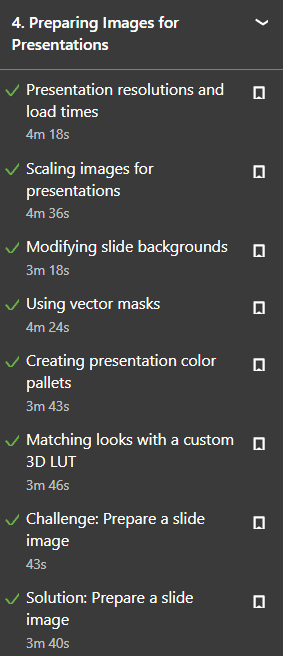 4. Preparing Images for
Presentations
Presentation resolutions and
load times
4m 18s
Scaling images for
presentations
4m 36s
Modifying slide backgrounds
3m 18s
Using vector masks
4m 24s
Creating presentation color
pallets
3m 43s
Matching looks with a custom
3D LUT
3m 46s
Challenge: Prepare a slide
image
43s
Solution: Prepare a slide
image
3m 40s